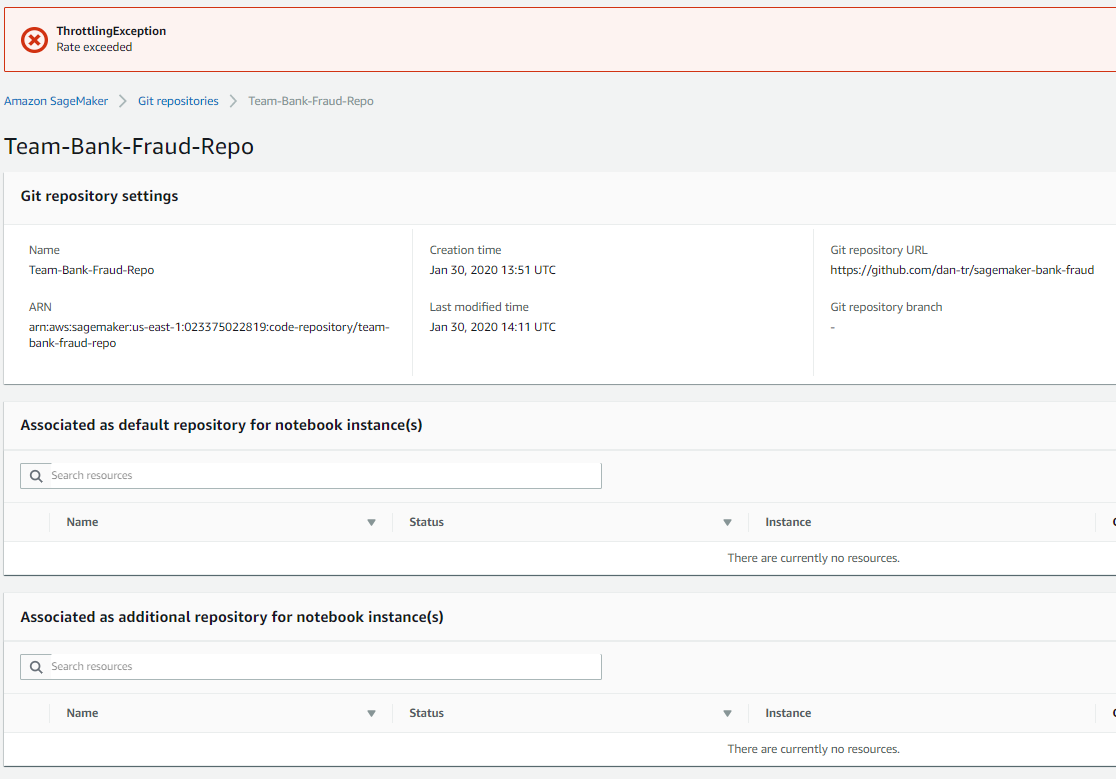 ThrottlingException
Rate exceeded
Amazon SageMaker > Git repositories > Team-Bank-Fraud-Repo
Team-Bank-Fraud-Repo
Git repository settings
Name
Team-Bank-Fraud-Repo
ARN
arn:aws:sagemaker:us-east-1:023375022819:code-repository/team-
bank-fraud-repo
Creation time
Jan 30, 2020 13:51 UTC
Last modified time
Jan 30, 2020 14:11 UTC
Git repository URL
https://github.com/dan-tr/sagemaker-bank-fraud
Git repository branch
-
Associated as default repository for notebook instance(s)
Search resources
Name Status Instance
There are currently no resources.
Associated as additional repository for notebook instance(s)
Search resources
Name Status Instance
There are currently no resources.